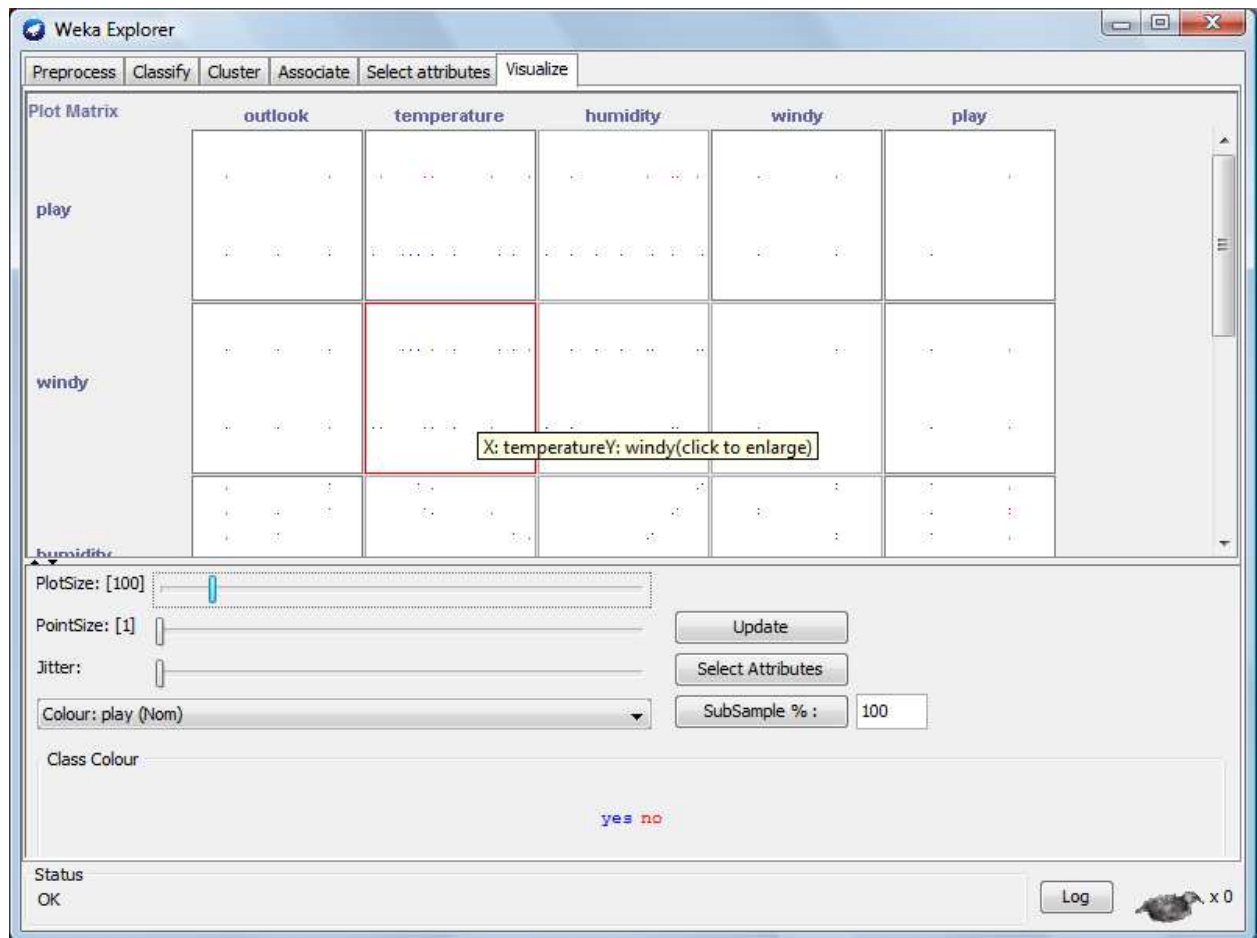 Weka Explorer
Preprocess Classify Cluster Associate Select attributes Visualize
Plot Matrix outlook temperature humidity windy play
play
windy
X: temperatureY: windy(click to enlarge)
humidity
PlotSize: [100]
PointSize: [1] Update
Jitter: Select Attributes
Colour: play (Nom) SubSample % : 100
Class Colour
yes no
Status
OK Log x 0